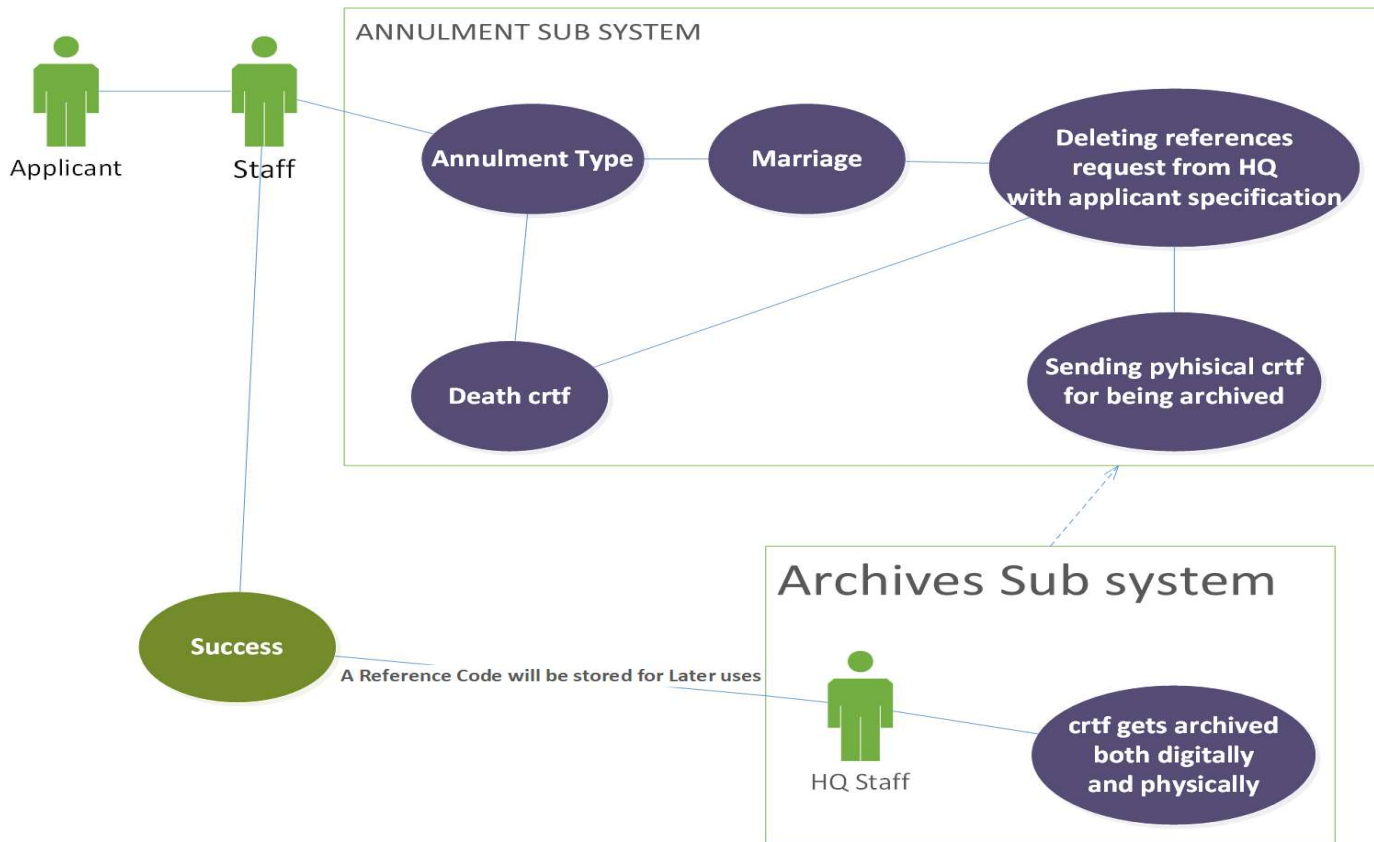 ANNULMENT SUB SYSTEM
Applicant
Staff
Annulment Type
Marriage
Deleting references
request from HQ
with applicant specification
Death crtf
Sending pyhisical crtf
for being archived
Archives Sub system
Success
A Reference Code will be stored for Later uses
HQ Staff
crtf gets archived
both digitally
and physically